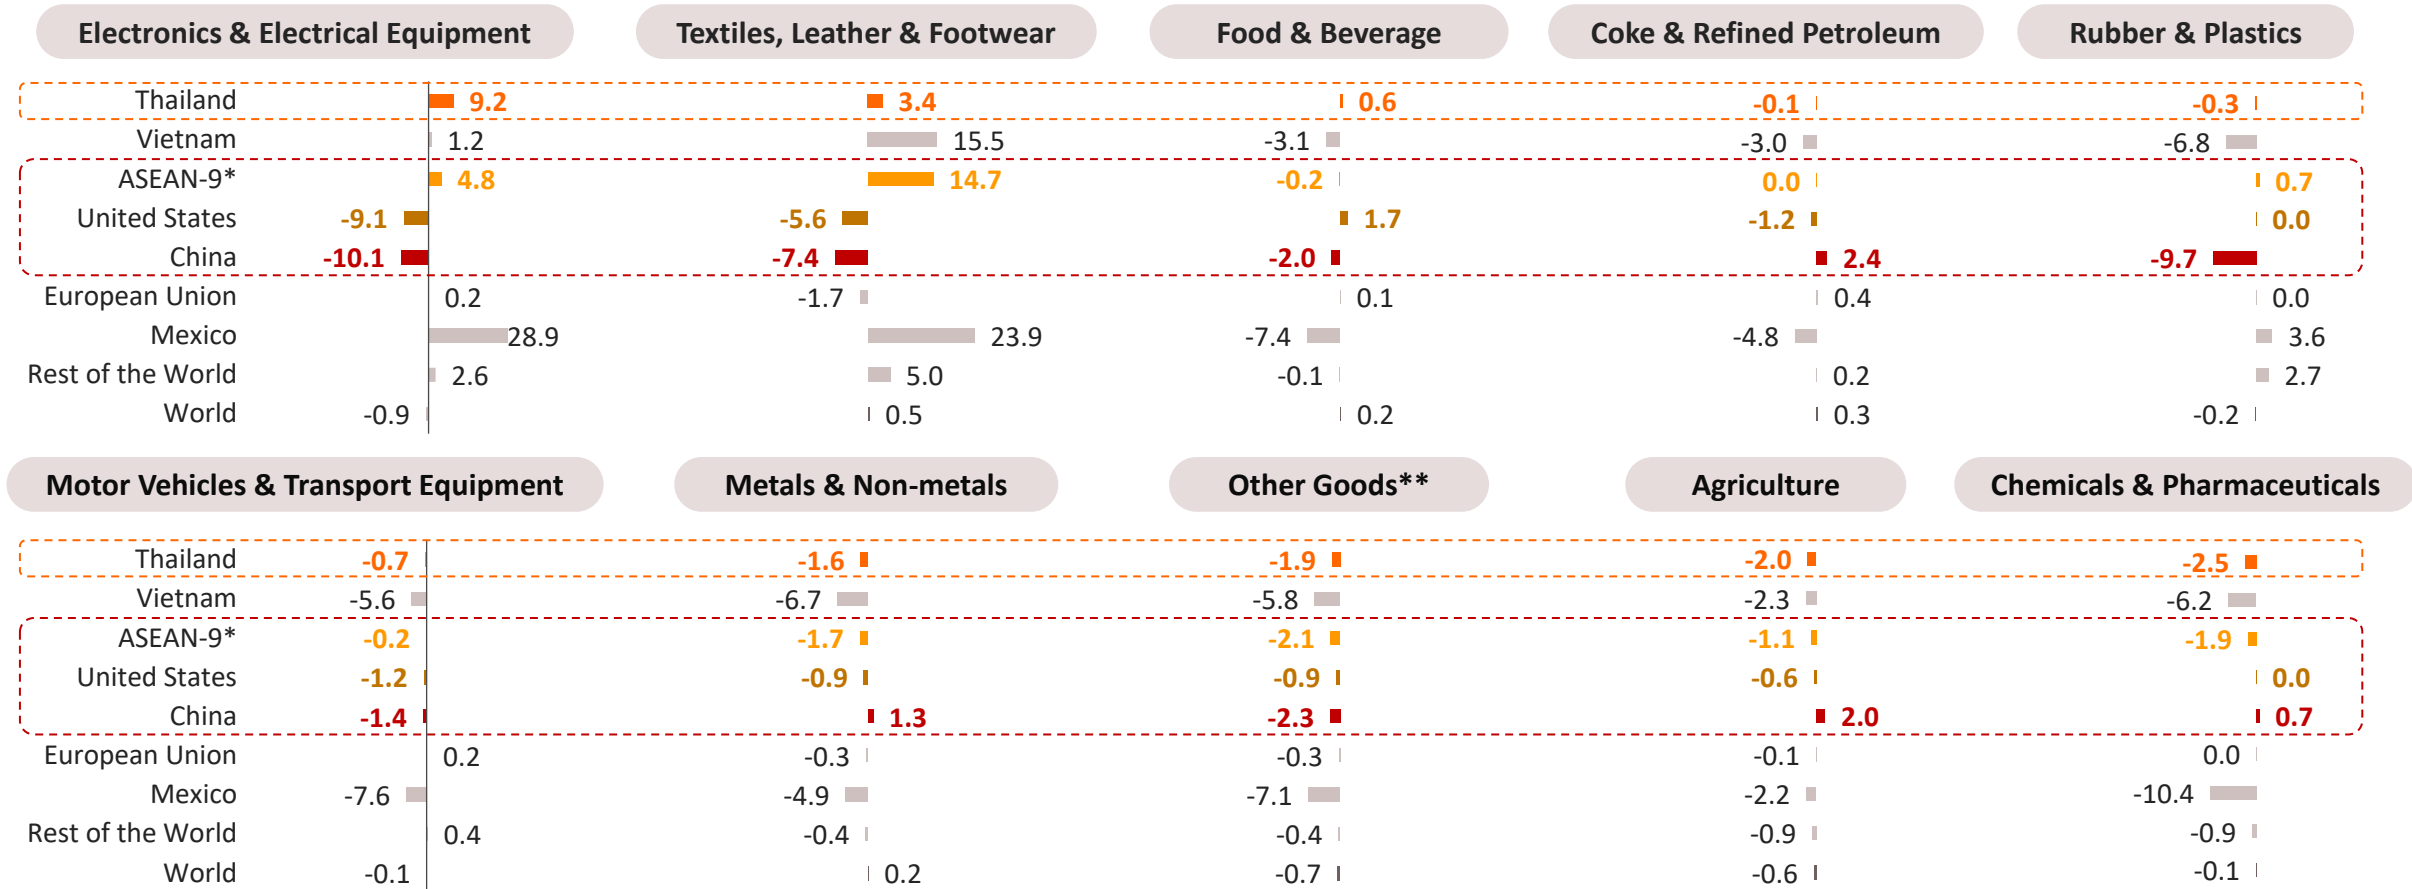 Electronics & Electrical Equipment Textiles, Leather & Footwear Food & Beverage Coke & Refined Petroleum Rubber & Plastics
Thailand 9.2 3.4 0.6 -0.1 -0.3
Vietnam 1.2 15.5 -3.1 -3.0 -6.8
ASEAN-9* 4.8 14.7 -0.2 0.0 0.7
United States -9.1 -5.6 1.7 -1.2 0.0
China -10.1 -7.4 -2.0 2.4 -9.7
European Union 0.2 -1.7 0.1 0.4 0.0
Mexico 28.9 23.9 -7.4 -4.8 3.6
Rest of the World 2.6 5.0 -0.1 0.2 2.7
World -0.9 0.5 0.2 0.3 -0.2
Motor Vehicles & Transport Equipment Metals & Non-metals Other Goods** Agriculture Chemicals & Pharmaceuticals
Thailand -0.7 -1.6 -1.9 -2.0 -2.5
Vietnam -5.6 -6.7 -5.8 -2.3 -6.2
ASEAN-9* -0.2 -1.7 -2.1 -1.1 -1.9
United States -1.2 -0.9 -0.9 -0.6 0.0
China -1.4 1.3 -2.3 2.0 0.7
European Union 0.2 -0.3 -0.3 -0.1 0.0
Mexico -7.6 -4.9 -7.1 -2.2 -10.4
Rest of the World 0.4 -0.4 -0.4 -0.9 -0.9
World -0.1 0.2 -0.7 -0.6 -0.1